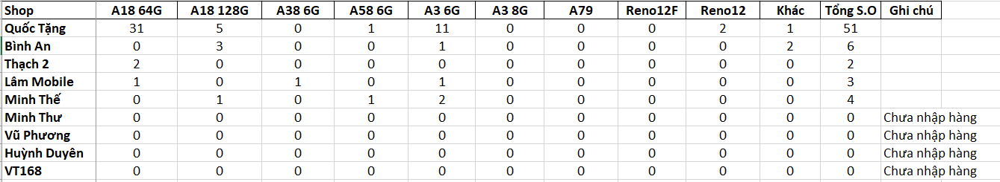 Shop A18 64G A18 128G A38 6G A58 6G A3 6G A3 8G A79 Reno12F Reno12 Khác Tổng S.O Ghi chú
Quốc Tặng 31 5 0 1 11 0 0 0 2 1 51
Bình An 0 3 0 0 1 0 0 0 0 2 6
Thạch 2 2 0 0 0 0 0 0 0 0 0 2
Lâm Mobile 1 0 1 0 1 0 0 0 0 0 3
Minh Thế 0 1 0 1 2 0 0 0 0 0 4
Minh Thư 0 0 0 0 0 0 0 0 0 0 0 Chưa nhập hàng
Vũ Phương 0 0 0 0 0 0 0 0 0 0 0 Chưa nhập hàng
Huỳnh Duyên 0 0 0 0 0 0 0 0 0 0 0 Chưa nhập hàng
VT168 0 0 0 0 0 0 0 0 0 0 0 Chưa nhập hàng